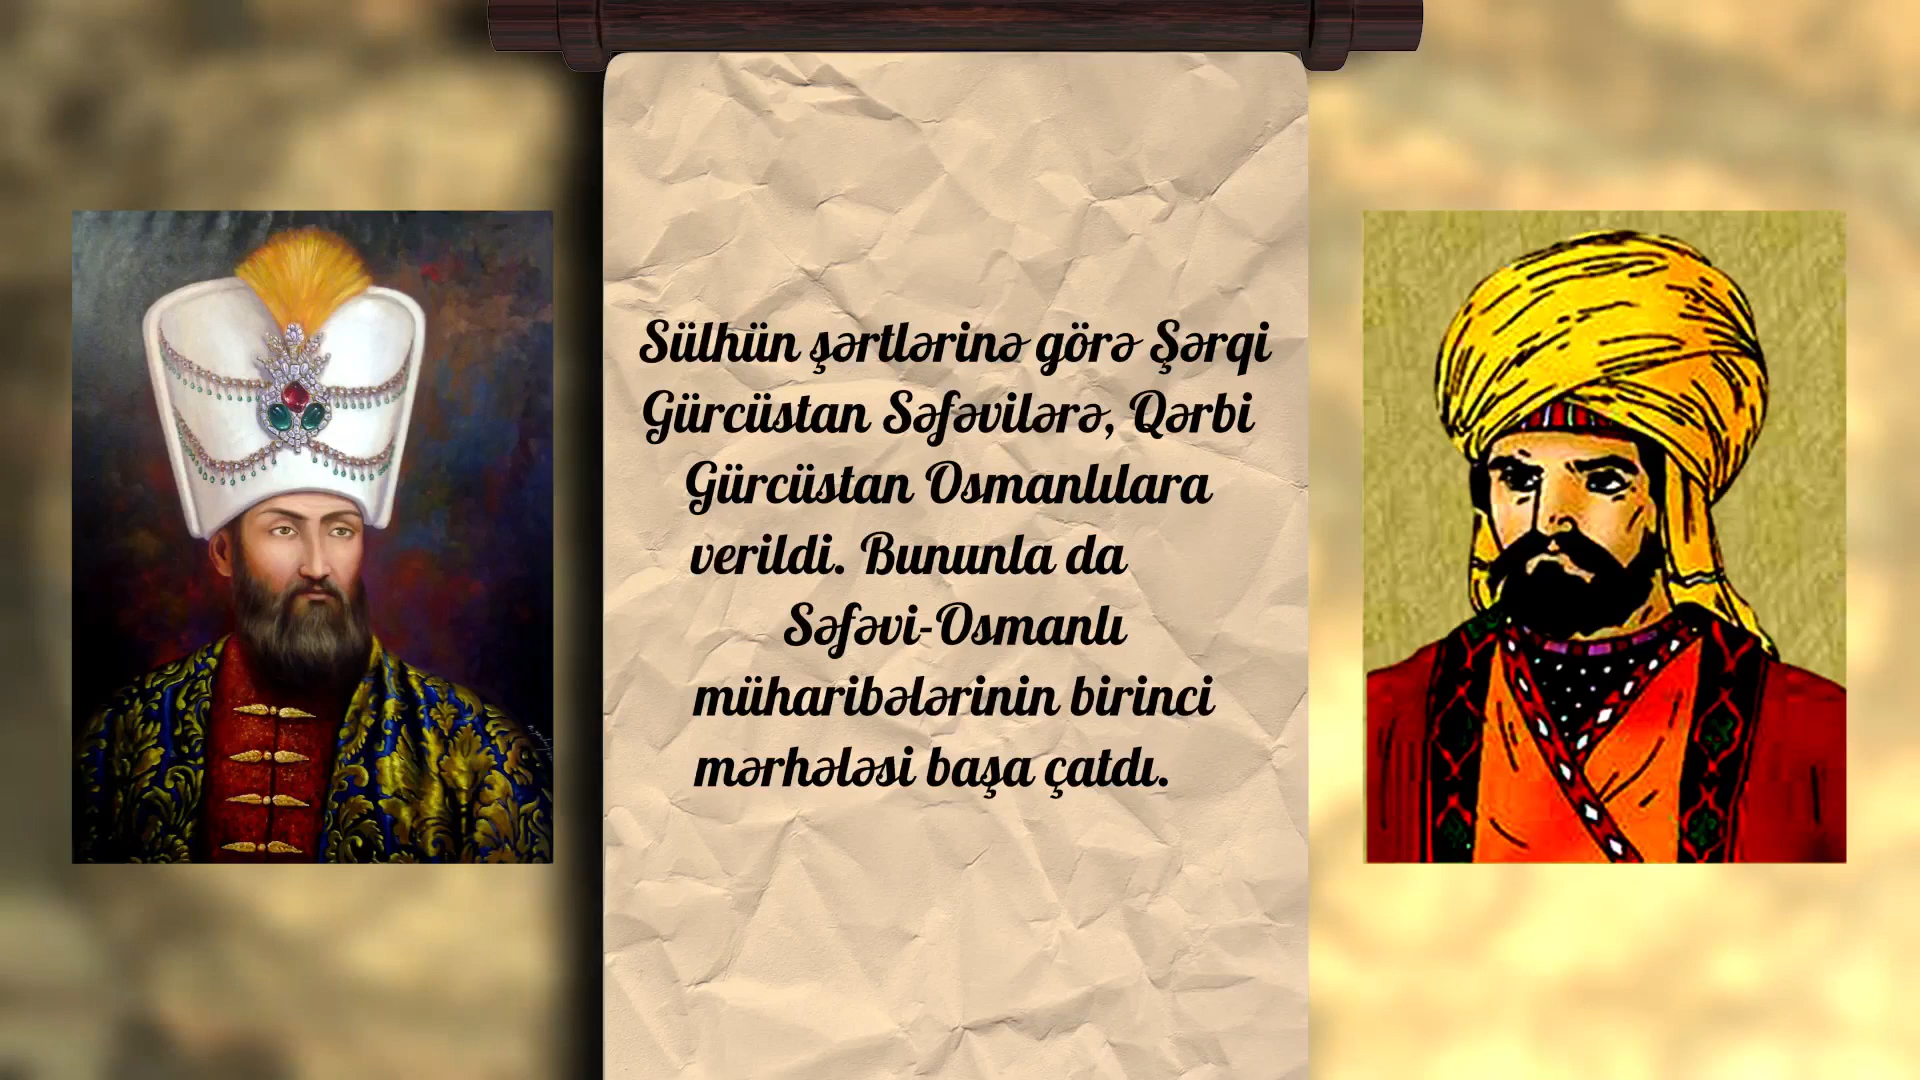 Sülhün şərtlərinə görə Şərqi
Gürcüstan Səfəvilərə, Qərbi
Gürcüstan Osmanlılara
verildi. Bununla da
Səfəvi-Osmanlı
müharibələrinin birinci
mərhələsi başa çatdı.